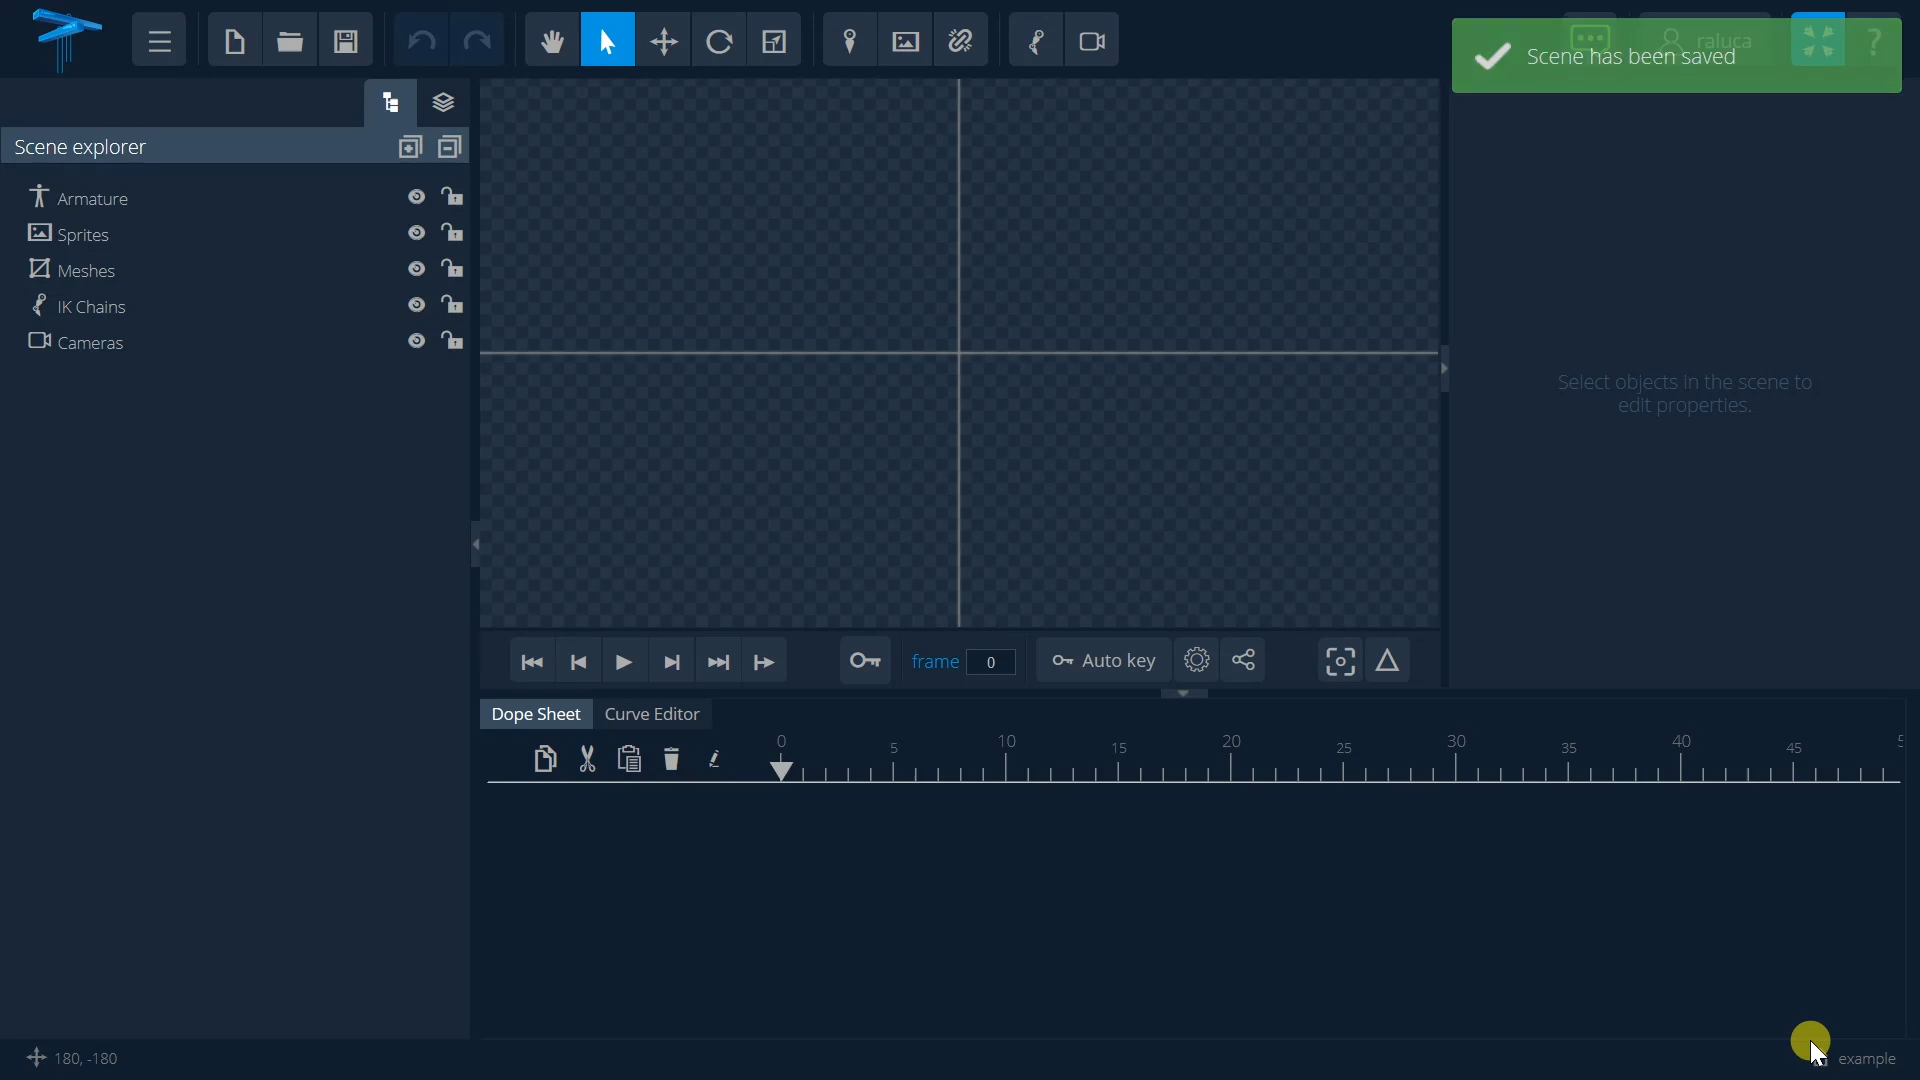 raluca
?
Scene has been saved
Scene explorer
Armature
Sprites
Meshes
IK Chains
Cameras
Select objects in the scene to
edit properties.
frame 0
Auto key
Dope Sheet Curve Editor
0 5 10 15 20 25 30 35 40 45
180, -180
example